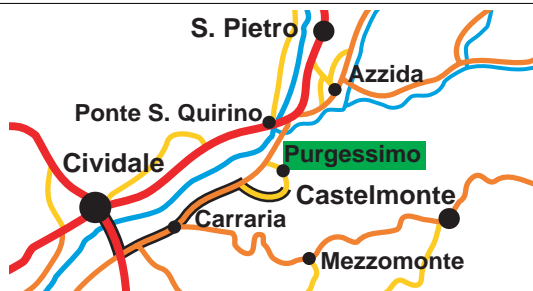 S. Pietro
Azzida
Ponte S. Quirino
Purgessimo
Cividale
Castelmonte
Carraria
Mezzomonte